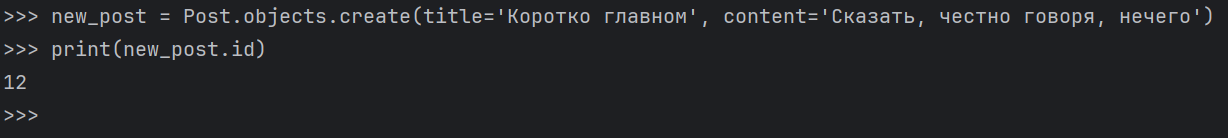 >>> new_post = Post.objects.create(title='Коротко главном', content='Сказать, честно говоря, нечего')
>>> print(new_post.id)
12
>>>